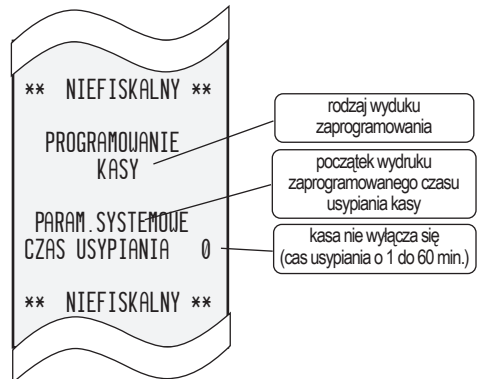 ** NIEFISKALNY **
PROGRAMOWANIE
KASY
PARAM.SYSTEMOWE
CZAS USYPIANIA 0
** NIEFISKALNY **
rodzaj wyduku
zaprogramowania
początek wydruku
zaprogramowanego czasu
usypiania kasy
kasa nie wyłącza się
(cas usypiania o 1 do 60 min.)